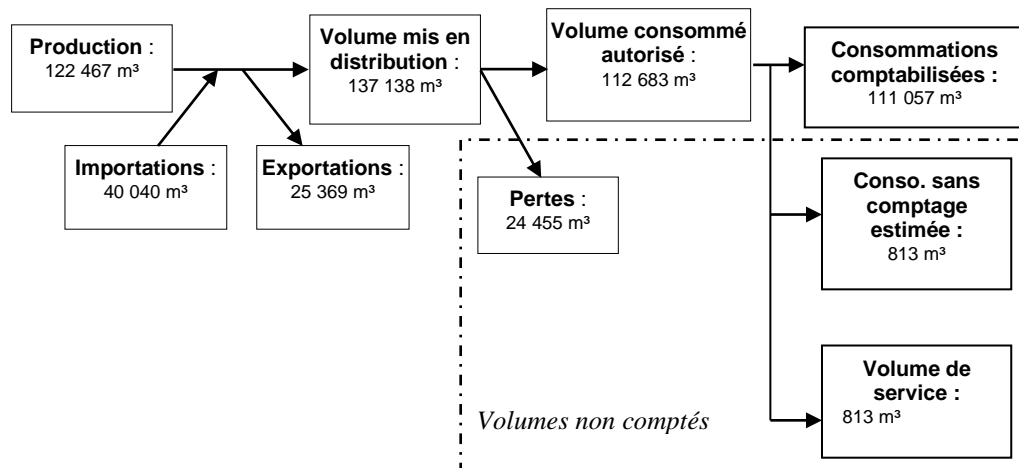 Production :
122 467 m³
Importations :
40 040 m³
Exportations :
25 369 m³
Volume mis en
distribution :
137 138 m³
Pertes :
24 455 m³
Volume consommé
autorisé :
112 683 m³
Consommations
comptabilisées :
111 057 m³
Conso. sans
comptage
estimée :
813 m³
Volume de
service :
813 m³
Volumes non comptés